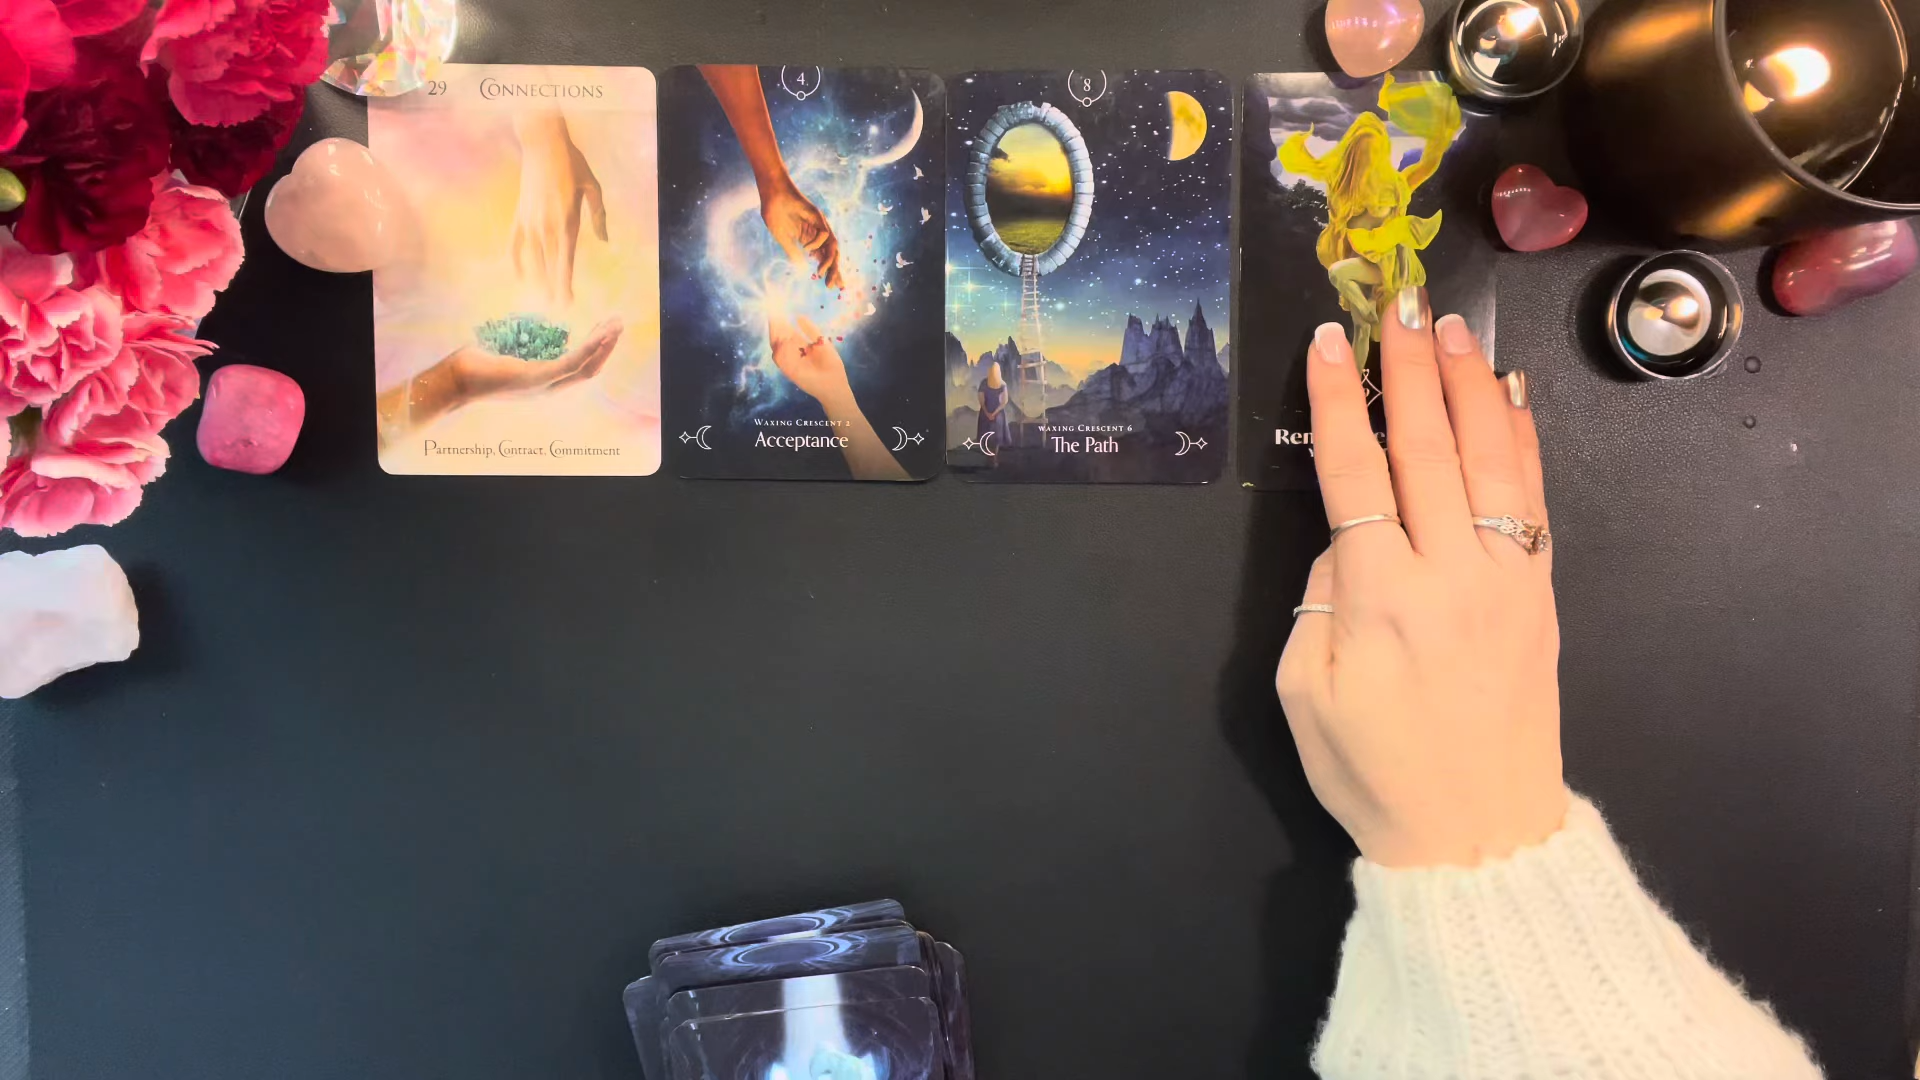 29 CONNECTIONS
Partnership, Contract, Commitment
4
WAXING CRESCENT 2
Acceptance
8
WAXING CRESCENT 6
The Path